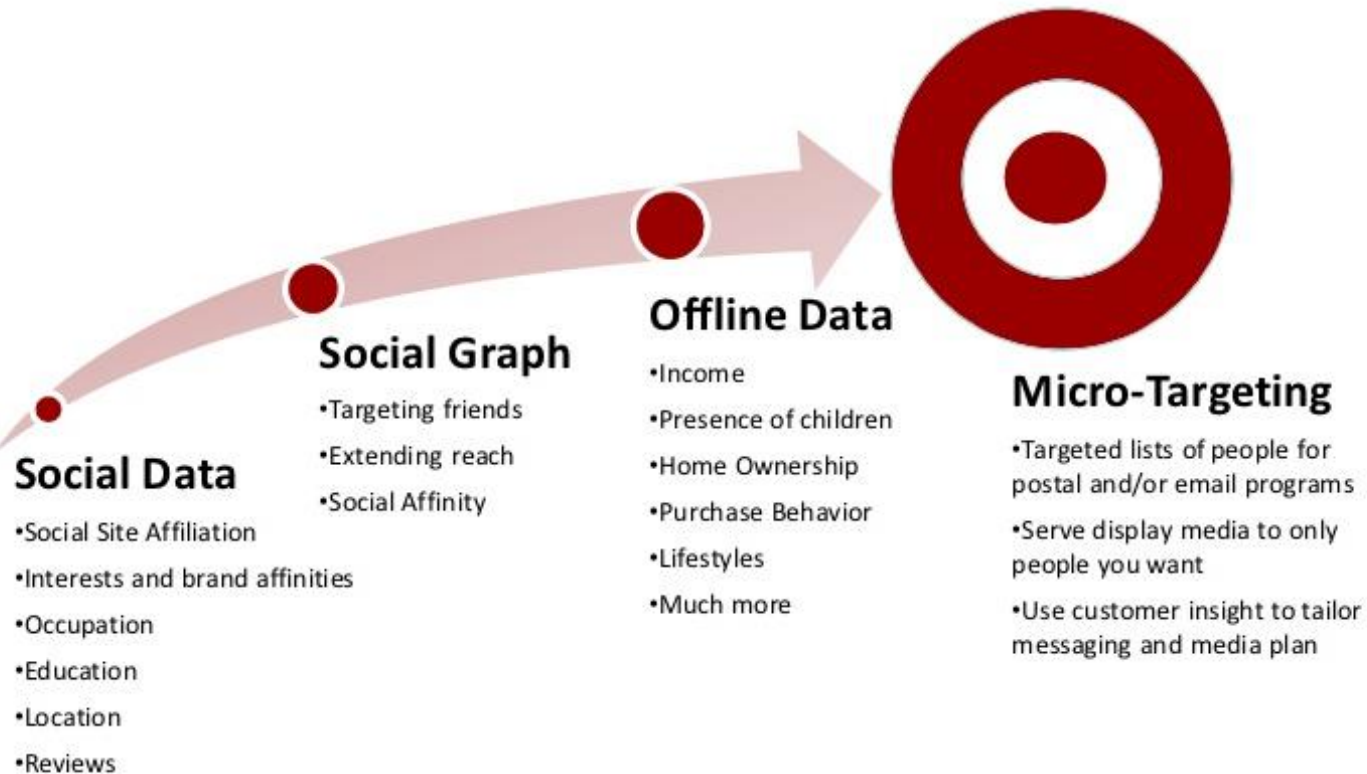 Social Data
•Social Site Affiliation
•Interests and brand affinities
•Occupation
•Education
•Location
•Reviews
Social Graph
•Targeting friends
•Extending reach
•Social Affinity
Offline Data
•Income
•Presence of children
•Home Ownership
•Purchase Behavior
•Lifestyles
•Much more
Micro-Targeting
•Targeted lists of people for
postal and/or email programs
•Serve display media to only
people you want
•Use customer insight to tailor
messaging and media plan